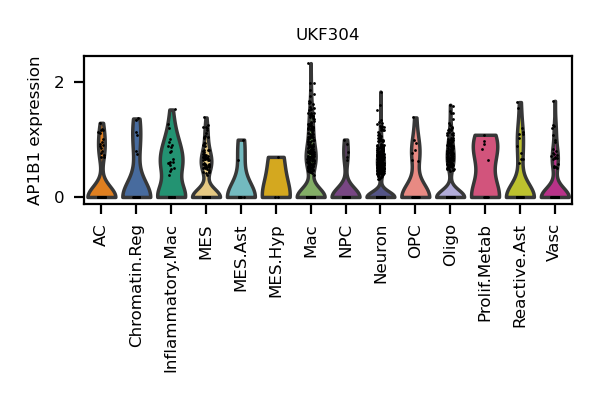 UKF304
AP1B1 expression
2
0
AC
Chromatin.Reg
Inflammatory.Mac
MES
MES.Ast
MES.Hyp
Mac
NPC
Neuron
OPC
Oligo
Prolif.Metab
Reactive.Ast
Vasc